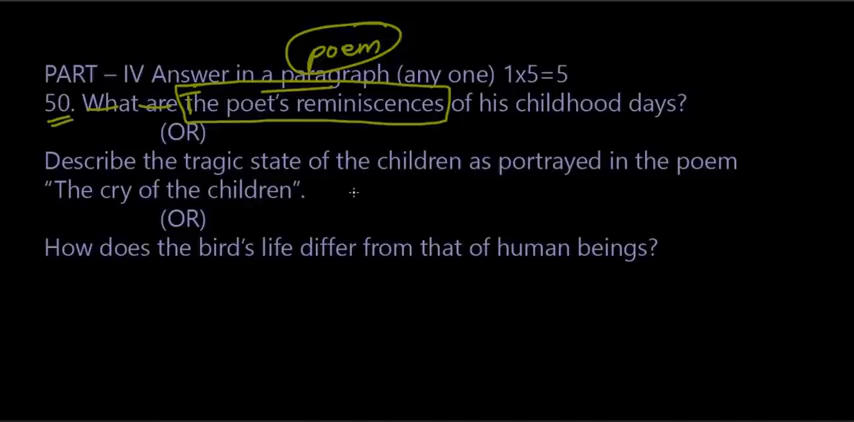 poem
PART – IV Answer in a paragraph (any one) 1x5=5
50. What are the poet's reminiscences of his childhood days?
(OR)
Describe the tragic state of the children as portrayed in the poem
“The cry of the children”.
(OR)
How does the bird's life differ from that of human beings?